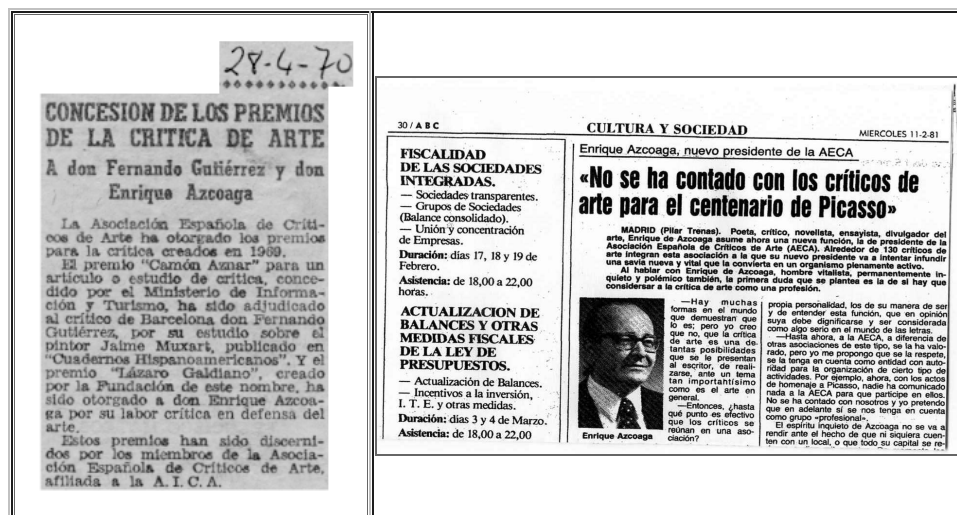 28-4-70
CONCESION DE LOS PREMIOS
DE LA CRITICA DE ARTE
A don Fernando Gutiérrez y don
Enrique Azcoaga
La Asociación Española de Críti-
cos de Arte ha otorgado los premios
para la crítica creados en 1969.
El premio "Camón Aznar" para un
artículo o estudio de crítica, conce-
dido por el Ministerio de Informa-
ción y Turismo, ha sido adjudicado
al crítico de Barcelona don Fernando
Gutiérrez, por su estudio sobre el
pintor Jaime Muxart, publicado en
"Cuadernos Hispanoamericanos". Y el
premio "Lázaro Galdiano", creado
por la Fundación de este nombre, ha
sido otorgado a don Enrique Azcoa-
ga por su labor crítica en defensa del
arte.
Estos premios han sido discerni-
dos por los miembros de la Asocia-
ción Española de Críticos de Arte,
afiliada a la A. I. C. A.
30 / A B C
CULTURA Y SOCIEDAD
MIERCOLES 11-2-81
FISCALIDAD
DE LAS SOCIEDADES
INTEGRADAS.
— Sociedades transparentes.
— Grupos de Sociedades
(Balance consolidado).
— Unión y concentración
de Empresas.
Duración: días 17, 18 y 19 de
Febrero.
Asistencia: de 18,00 a 22,00
horas.
ACTUALIZACION DE
BALANCES Y OTRAS
MEDIDAS FISCALES
DE LA LEY DE
PRESUPUESTOS.
— Actualización de Balances.
— Incentivos a la inversión,
I. T. E. y otras medidas.
Duración: días 3 y 4 de Marzo.
Asistencia: de 18,00 a 22,00
Enrique Azcoaga, nuevo presidente de la AECA
«No se ha contado con los críticos de
arte para el centenario de Picasso»
MADRID (Pilar Trenas). Poeta, crítico, novelista, ensayista, divulgador del
arte, Enrique de Azcoaga asume ahora una nueva función, la de presidente de la
Asociación Española de Críticos de Arte (AECA). Alrededor de 130 críticos de
arte integran esta asociación a la que su nuevo presidente va a intentar infundir
una savia nueva y vital que la convierta en un organismo plenamente activo.
Al hablar con Enrique de Azcoaga, hombre vitalista, permanentemente in-
quieto y polémico también, la primera duda que se plantea es la de si hay que
considerar a la crítica de arte como una profesión.
Enrique Azcoaga
—Hay muchas
formas en el mundo
que demuestran que
lo es; pero yo creo
que no, que la crítica
de arte es una de-
tantas posibilidades
que se le presentan
al escritor, de reali-
zarse, ante un tema
tan importantísimo
como es el arte en
general.
—Entonces, ¿hasta
qué punto es efectivo
que los críticos se
reúnan en una aso-
ciación?
propia personalidad, los de su manera de ser
y de entender esta función, que en opinión
suya debe dignificarse y ser considerada
como algo serio en el mundo de las letras.
—Hasta ahora, a la AECA, a diferencia de
otras asociaciones de este tipo, se la ha valo-
rado, pero yo me propongo que se la respete,
se la tenga en cuenta como entidad con auto-
ridad para la organización de cierto tipo de
actividades. Por ejemplo, ahora, con los actos
de homenaje a Picasso, nadie ha comunicado
nada a la AECA para que participe en ellos.
No se ha contado con nosotros y yo pretendo
que en adelante sí se nos tenga en cuenta
como grupo «profesional».
El espíritu inquieto de Azcoaga no se va a
rendir ante el hecho de que ni siquiera cuen-
ten con un local, o que todo su capital se re-